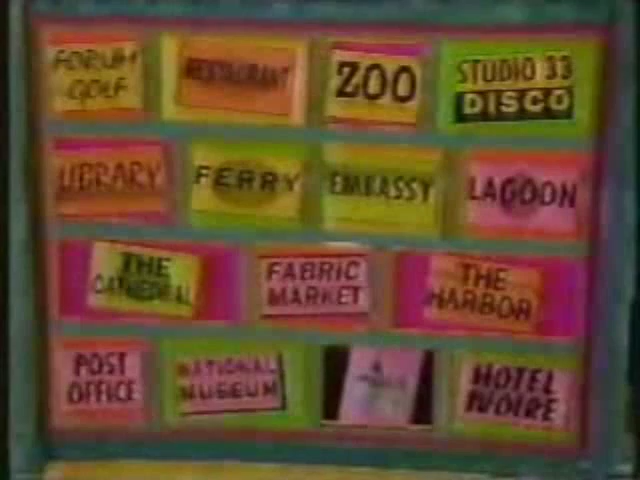 FORUM
GOLF
RESTAURANT
ZOO
STUDIO 33
DISCO
LIBRARY
FERRY
EMBASSY
LAGOON
THE
CATHEDRAL
FABRIC
MARKET
THE
HARBOR
POST
OFFICE
NATIONAL
MUSEUM
HOTEL
IVOIRE